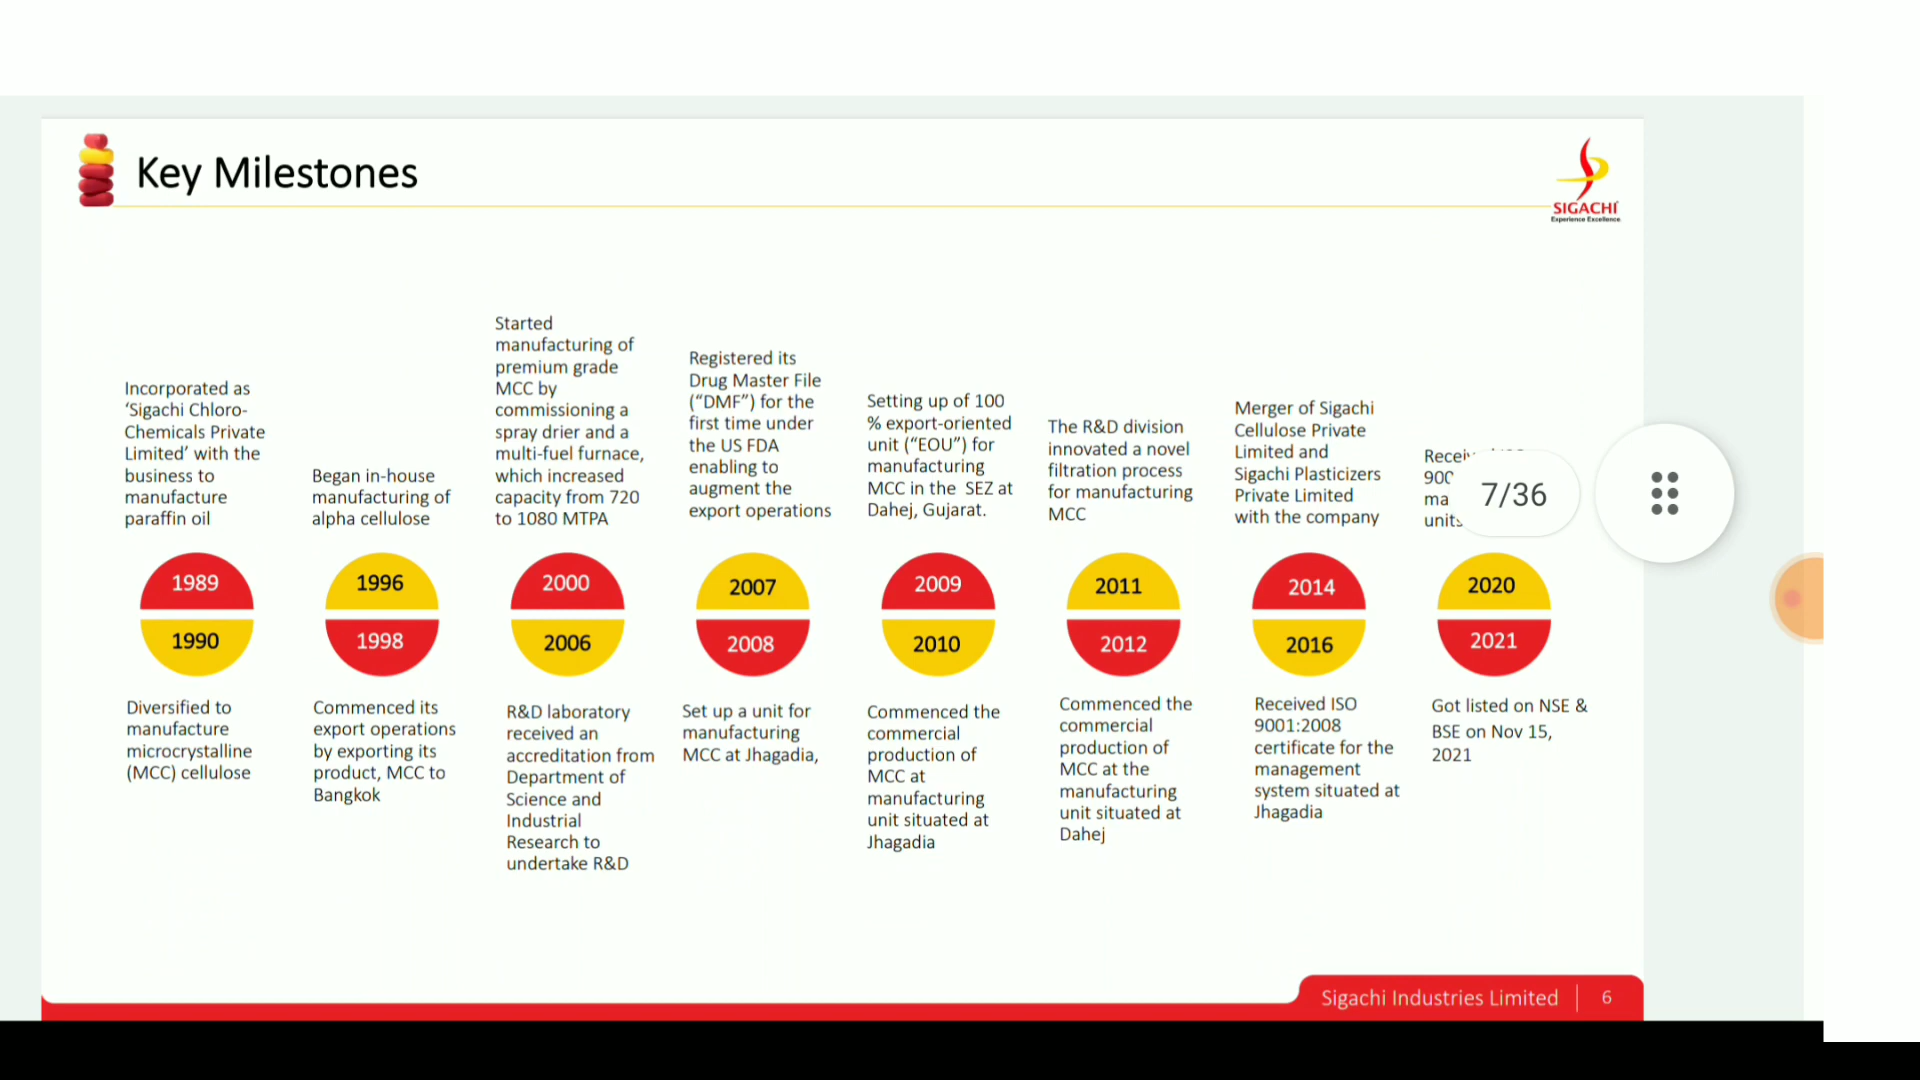 Key Milestones
SIGACHI
Experience Excellence
Incorporated as
‘Sigachi Chloro-
Chemicals Private
Limited’ with the
business to
manufacture
paraffin oil
Began in-house
manufacturing of
alpha cellulose
Started
manufacturing of
premium grade
MCC by
commissioning a
spray drier and a
multi-fuel furnace,
which increased
capacity from 720
to 1080 MTPA
Registered its
Drug Master File
(“DMF”) for the
first time under
the US FDA
enabling to
augment the
export operations
Setting up of 100
% export-oriented
unit (“EOU”) for
manufacturing
MCC in the SEZ at
Dahej, Gujarat.
The R&D division
innovated a novel
filtration process
for manufacturing
MCC
Merger of Sigachi
Cellulose Private
Limited and
Sigachi Plasticizers
Private Limited
with the company
units
7/36
1989
1996
2000
2007
2009
2011
2014
2020
1990
1998
2006
2008
2010
2012
2016
2021
Diversified to
manufacture
microcrystalline
(MCC) cellulose
Commenced its
export operations
by exporting its
product, MCC to
Bangkok
R&D laboratory
received an
accreditation from
Department of
Science and
Industrial
Research to
undertake R&D
Set up a unit for
manufacturing
MCC at Jhagadia,
Commenced the
commercial
production of
MCC at
manufacturing
unit situated at
Jhagadia
Commenced the
commercial
production of
MCC at the
manufacturing
unit situated at
Dahej
Received ISO
9001:2008
certificate for the
management
system situated at
Jhagadia
Got listed on NSE &
BSE on Nov 15,
2021
Sigachi Industries Limited
6